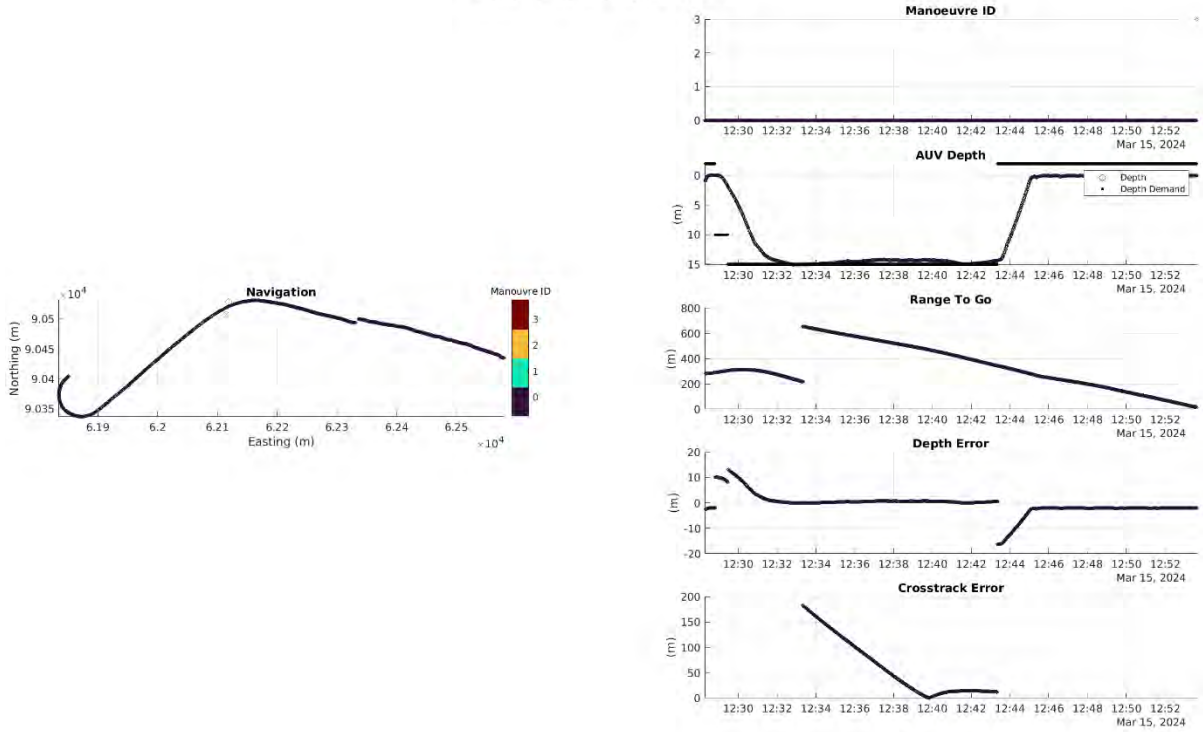 Navigation
×10⁴
9.05
9.045
9.04
9.035
Northing (m)
6.19 6.2 6.21 6.22 6.23 6.24 6.25
×10⁴
Easting (m)
Manouvre ID
3
2
1
0
Manoeuvre ID
3
2
1
0
12:30 12:32 12:34 12:36 12:38 12:40 12:42 12:44 12:46 12:48 12:50 12:52
Mar 15, 2024
AUV Depth
0
5
10
15
(m)
Depth
Depth Demand
12:30 12:32 12:34 12:36 12:38 12:40 12:42 12:44 12:46 12:48 12:50 12:52
Mar 15, 2024
Range To Go
800
600
400
200
0
(m)
12:30 12:32 12:34 12:36 12:38 12:40 12:42 12:44 12:46 12:48 12:50 12:52
Mar 15, 2024
Depth Error
20
10
0
-10
-20
(m)
12:30 12:32 12:34 12:36 12:38 12:40 12:42 12:44 12:46 12:48 12:50 12:52
Mar 15, 2024
Crosstrack Error
200
150
100
50
0
(m)
12:30 12:32 12:34 12:36 12:38 12:40 12:42 12:44 12:46 12:48 12:50 12:52
Mar 15, 2024